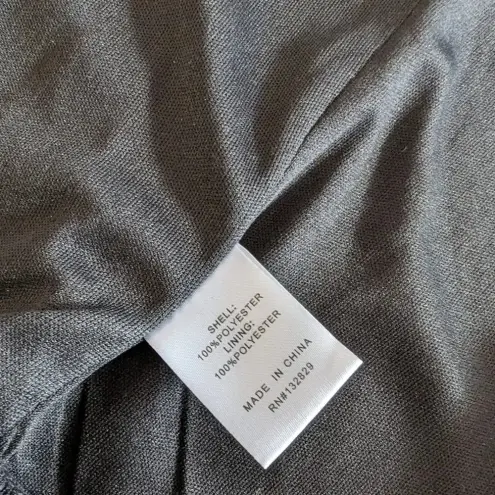 SHELL:
100%POLYESTER
LINING:
100%POLYESTER
MADE IN CHINA
RN#132829